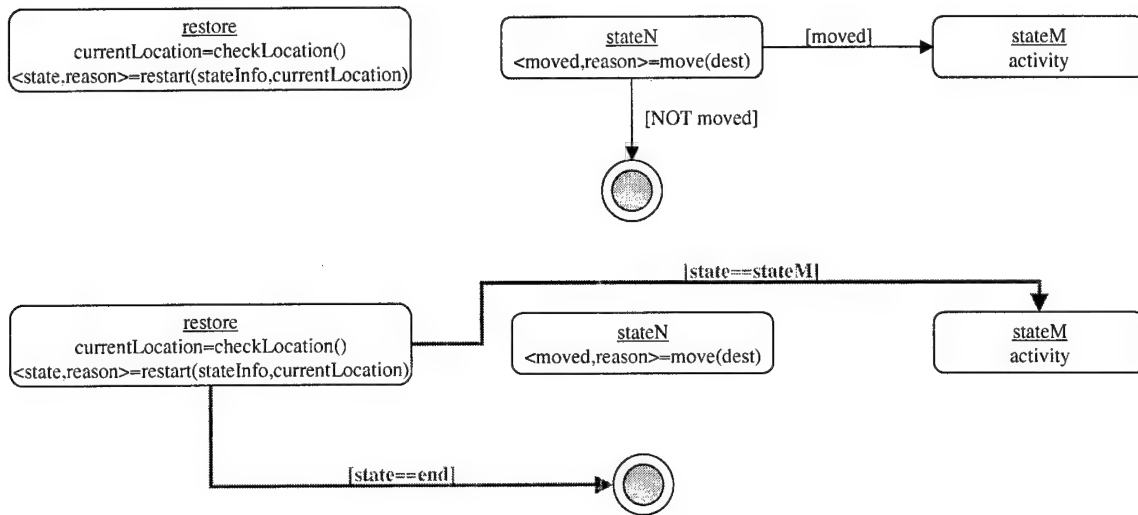 restore
currentLocation=checkLocation()
<state,reason>=restart(stateInfo,currentLocation)
stateN
<moved,reason>=move(dest)
[moved]
stateM
activity
[NOT moved]
[state==stateM]
restore
currentLocation=checkLocation()
<state,reason>=restart(stateInfo,currentLocation)
stateN
<moved,reason>=move(dest)
stateM
activity
[state==end]